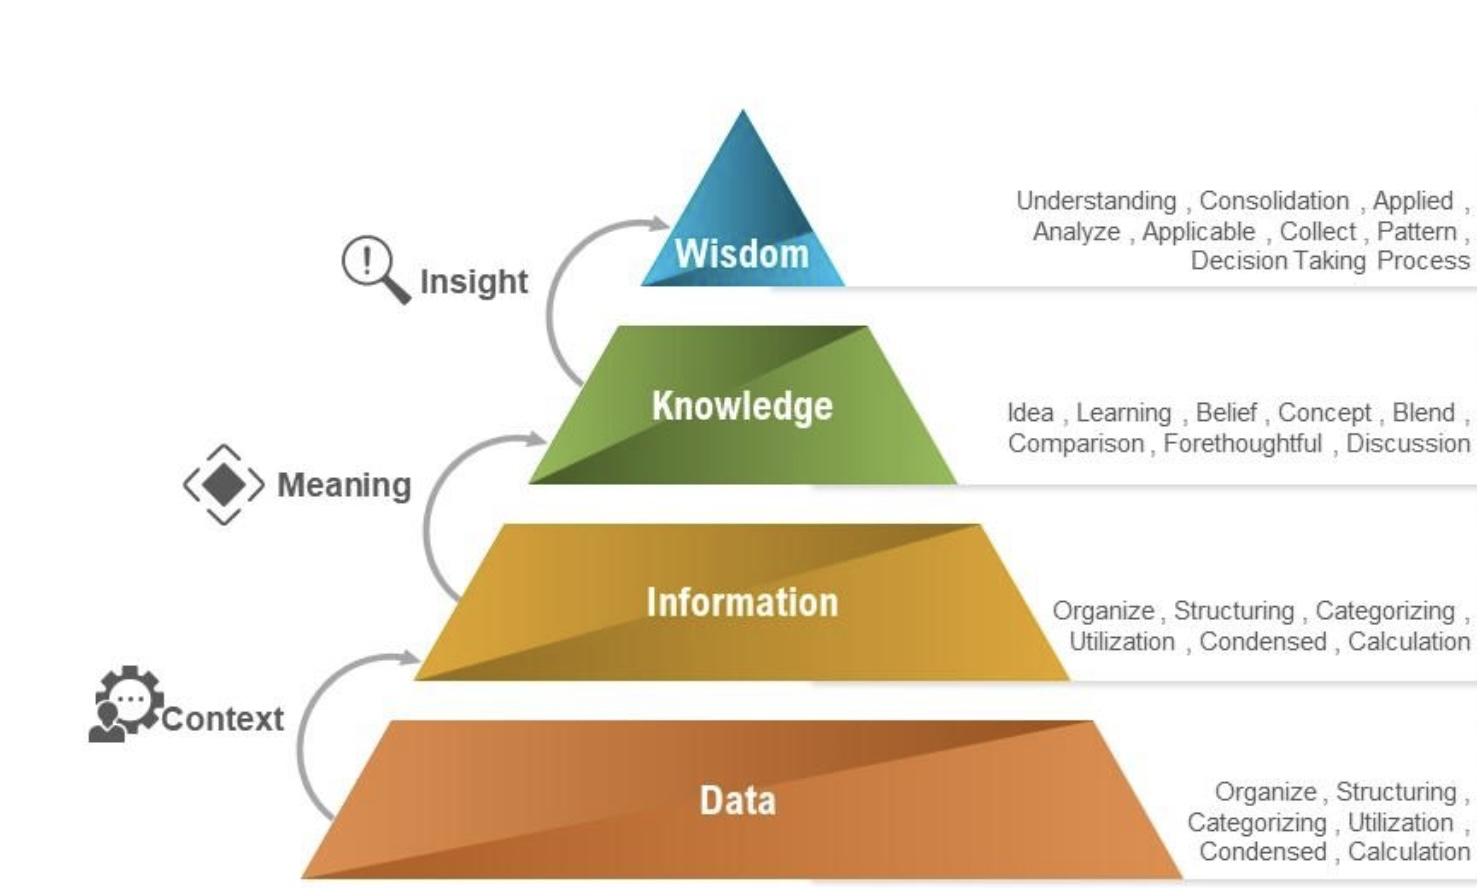 Understanding , Consolidation , Applied ,
Analyze , Applicable , Collect , Pattern ,
Decision Taking Process
Wisdom
Insight
Knowledge
Idea , Learning , Belief , Concept , Blend ,
Comparison , Forethoughtful , Discussion
Meaning
Information
Organize , Structuring , Categorizing ,
Utilization , Condensed , Calculation
Context
Data
Organize , Structuring ,
Categorizing , Utilization ,
Condensed , Calculation